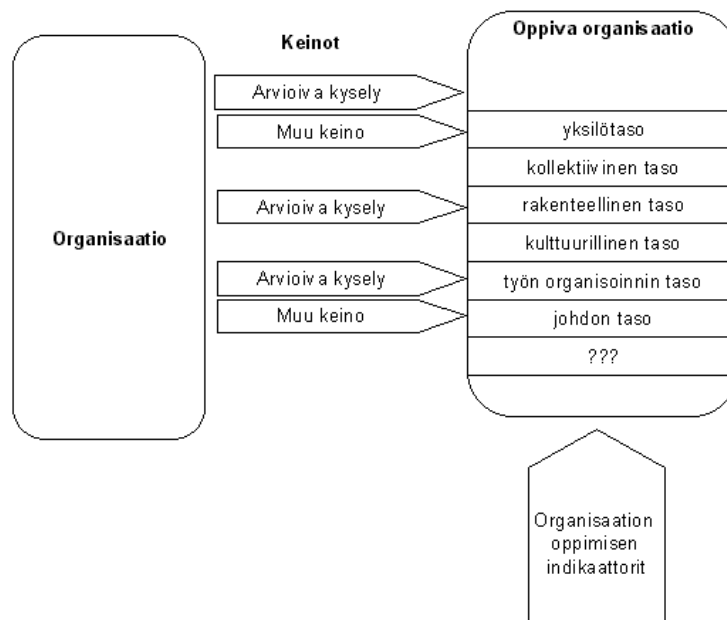 Keinot
Oppiva organisaatio
Arvioiva kysely
Muu keino
yksilötaso
kollektiivinen taso
Arvioiva kysely
rakenteellinen taso
Organisaatio
kulttuurillinen taso
Arvioiva kysely
työn organisoinnin taso
Muu keino
johdon taso
???
Organisaation
oppimisen
indikaattorit